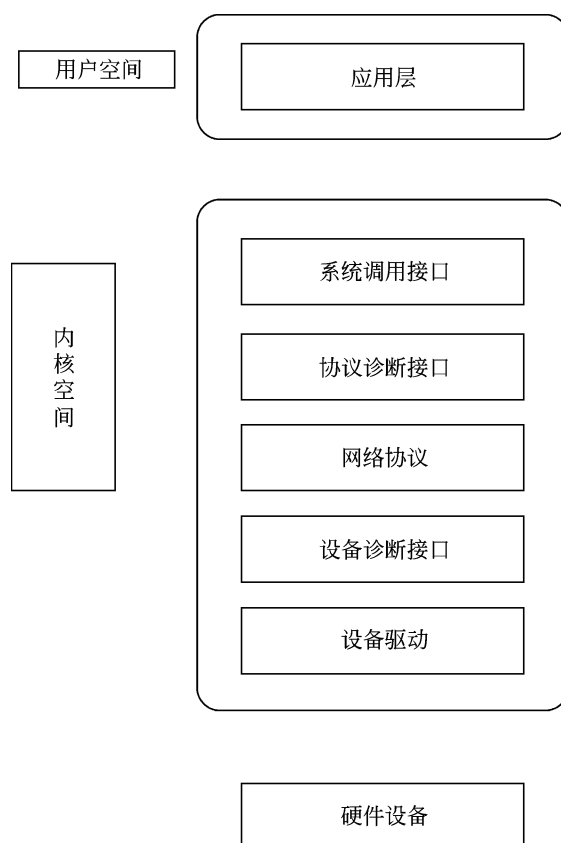 用户空间
应用层
系统调用接口
内核空间
协议诊断接口
网络协议
设备诊断接口
设备驱动
硬件设备